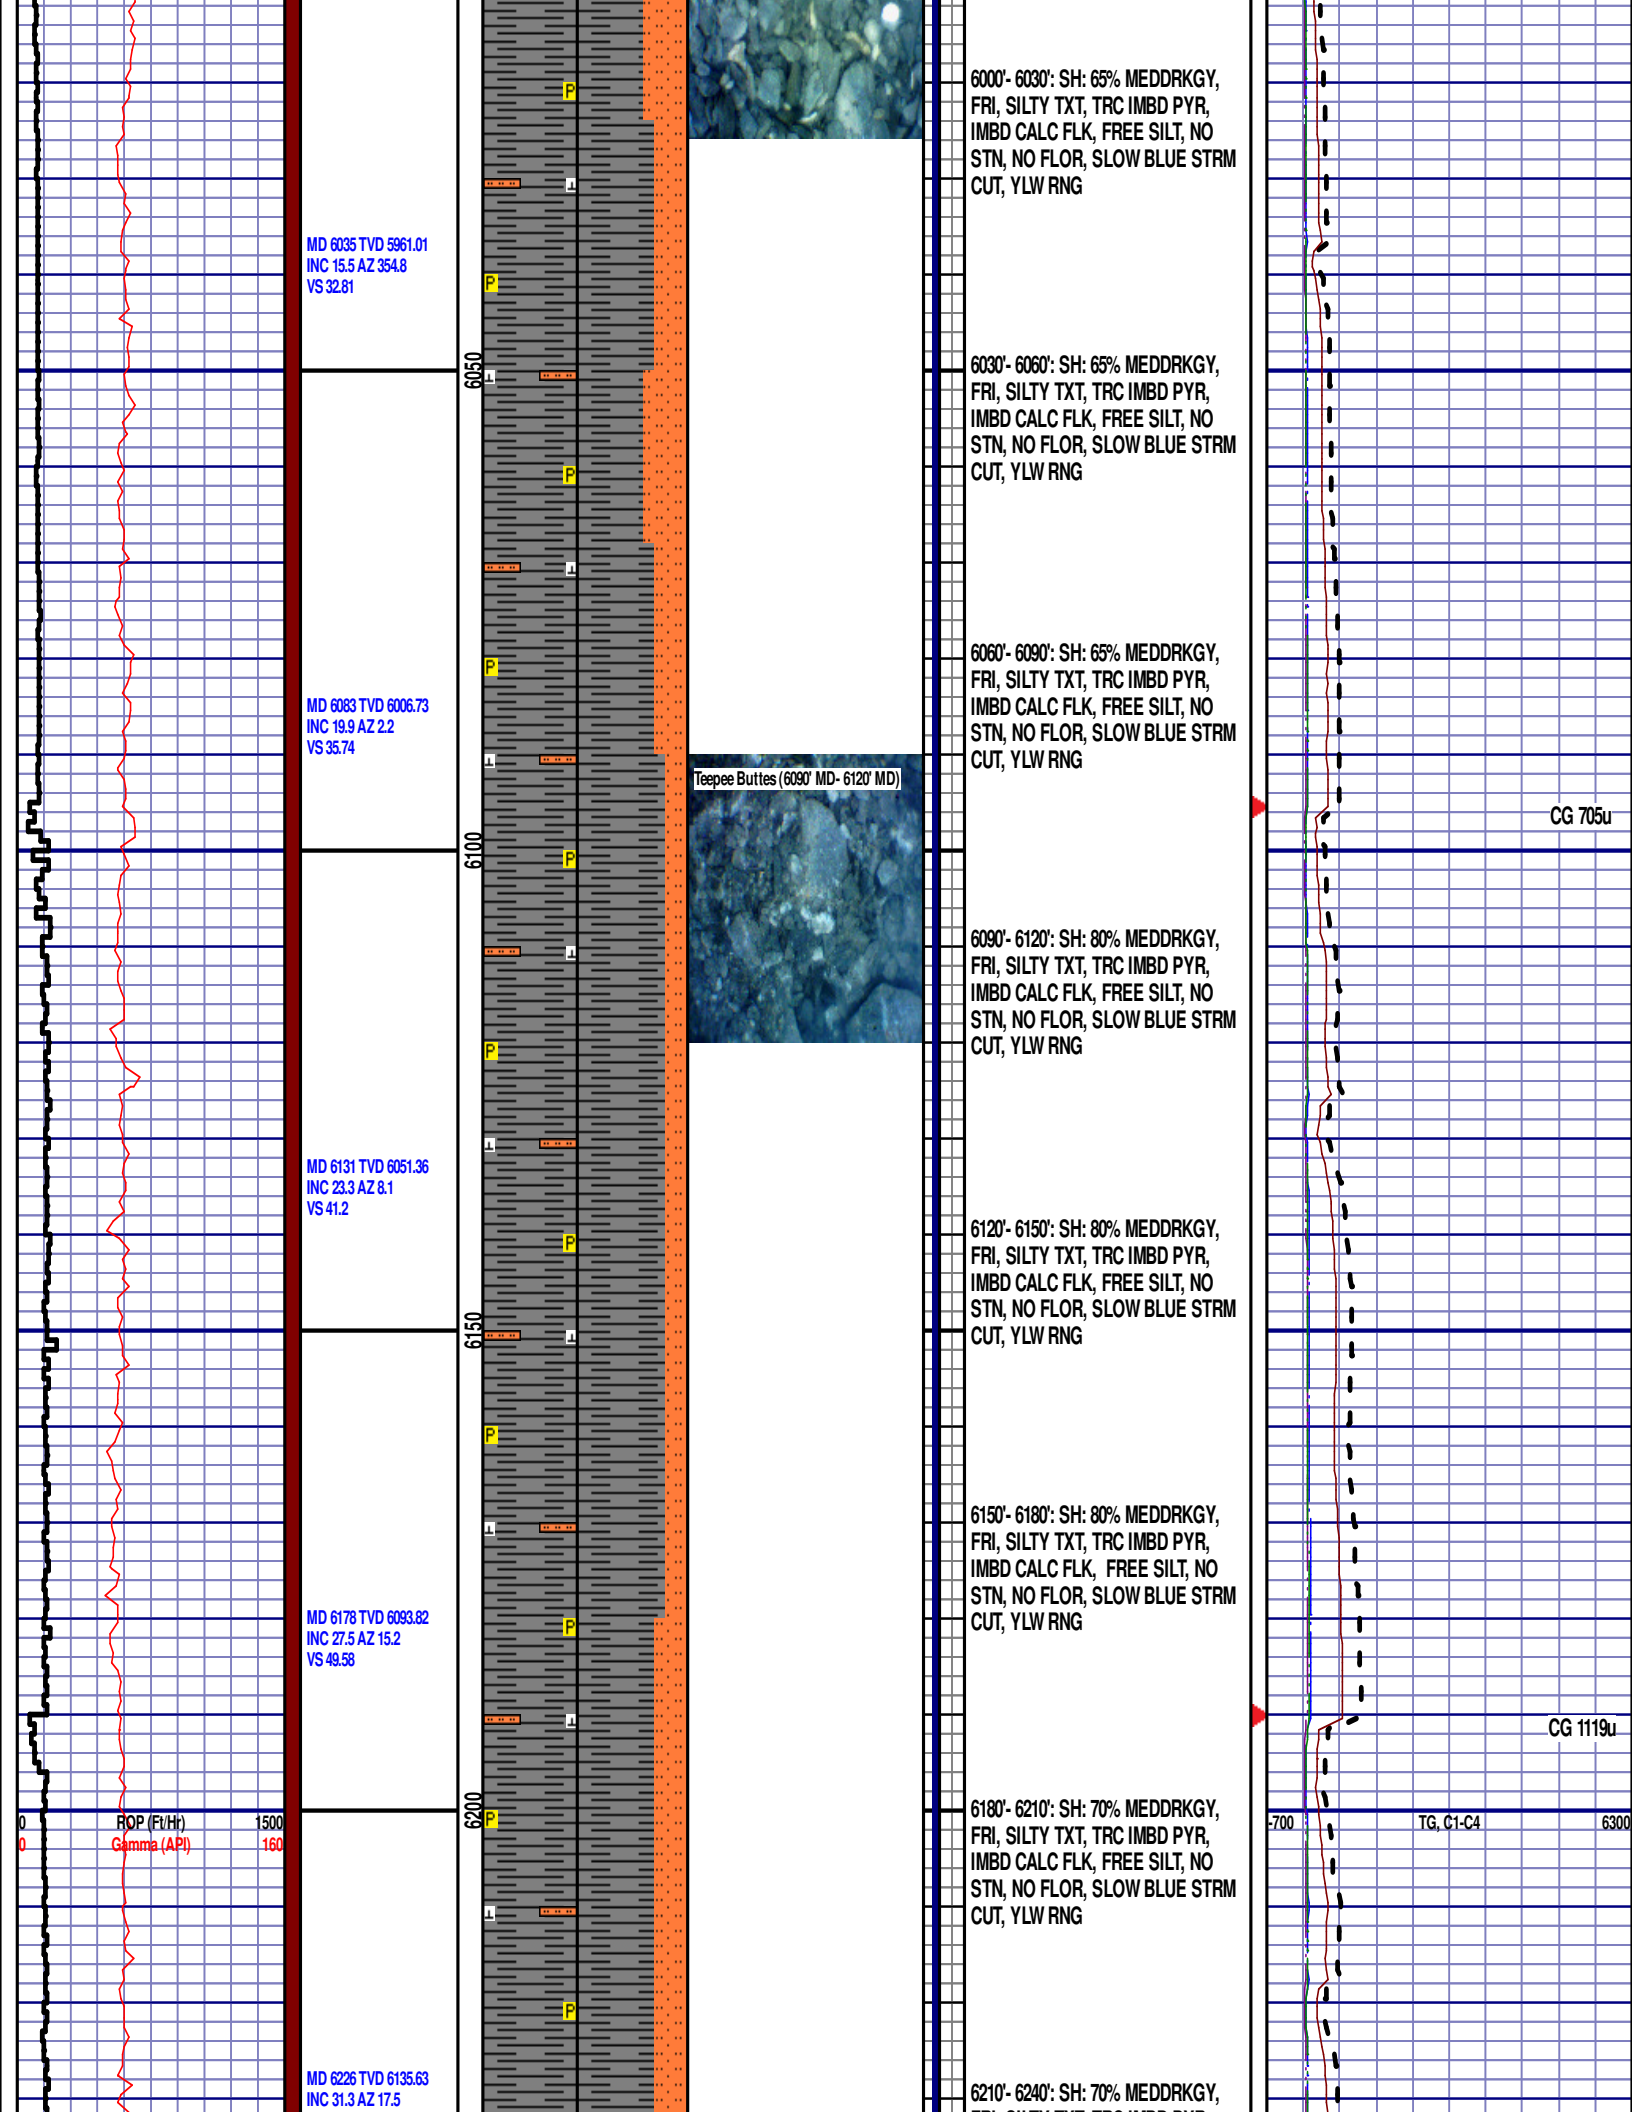 6000'- 6030': SH: 65% MEDDRKGY,
FRI, SILTY TXT, TRC IMBD PYR,
IMBD CALC FLK, FREE SILT, NO
STN, NO FLOR, SLOW BLUE STRM
CUT, YLW RNG
MD 6035 TVD 5961.01
INC 15.5 AZ 354.8
VS 32.81
6050
6030'- 6060': SH: 65% MEDDRKGY,
FRI, SILTY TXT, TRC IMBD PYR,
IMBD CALC FLK, FREE SILT, NO
STN, NO FLOR, SLOW BLUE STRM
CUT, YLW RNG
6060'- 6090': SH: 65% MEDDRKGY,
FRI, SILTY TXT, TRC IMBD PYR,
IMBD CALC FLK, FREE SILT, NO
STN, NO FLOR, SLOW BLUE STRM
CUT, YLW RNG
MD 6083 TVD 6006.73
INC 19.9 AZ 2.2
VS 35.74
Teepee Buttes (6090' MD- 6120' MD)
CG 705u
6100
6090'- 6120': SH: 80% MEDDRKGY,
FRI, SILTY TXT, TRC IMBD PYR,
IMBD CALC FLK, FREE SILT, NO
STN, NO FLOR, SLOW BLUE STRM
CUT, YLW RNG
MD 6131 TVD 6051.36
INC 23.3 AZ 8.1
VS 41.2
6120'- 6150': SH: 80% MEDDRKGY,
FRI, SILTY TXT, TRC IMBD PYR,
IMBD CALC FLK, FREE SILT, NO
STN, NO FLOR, SLOW BLUE STRM
CUT, YLW RNG
6150
6150'- 6180': SH: 80% MEDDRKGY,
FRI, SILTY TXT, TRC IMBD PYR,
IMBD CALC FLK,  FREE SILT, NO
STN, NO FLOR, SLOW BLUE STRM
CUT, YLW RNG
MD 6178 TVD 6093.82
INC 27.5 AZ 15.2
VS 49.58
CG 1119u
6200
0 ROP (Ft/Hr) 1500
0 Gamma (API) 160
-700 TG, C1-C4 6300
6180'- 6210': SH: 70% MEDDRKGY,
FRI, SILTY TXT, TRC IMBD PYR,
IMBD CALC FLK, FREE SILT, NO
STN, NO FLOR, SLOW BLUE STRM
CUT, YLW RNG
MD 6226 TVD 6135.63
INC 31.3 AZ 17.5
6210'- 6240': SH: 70% MEDDRKGY,